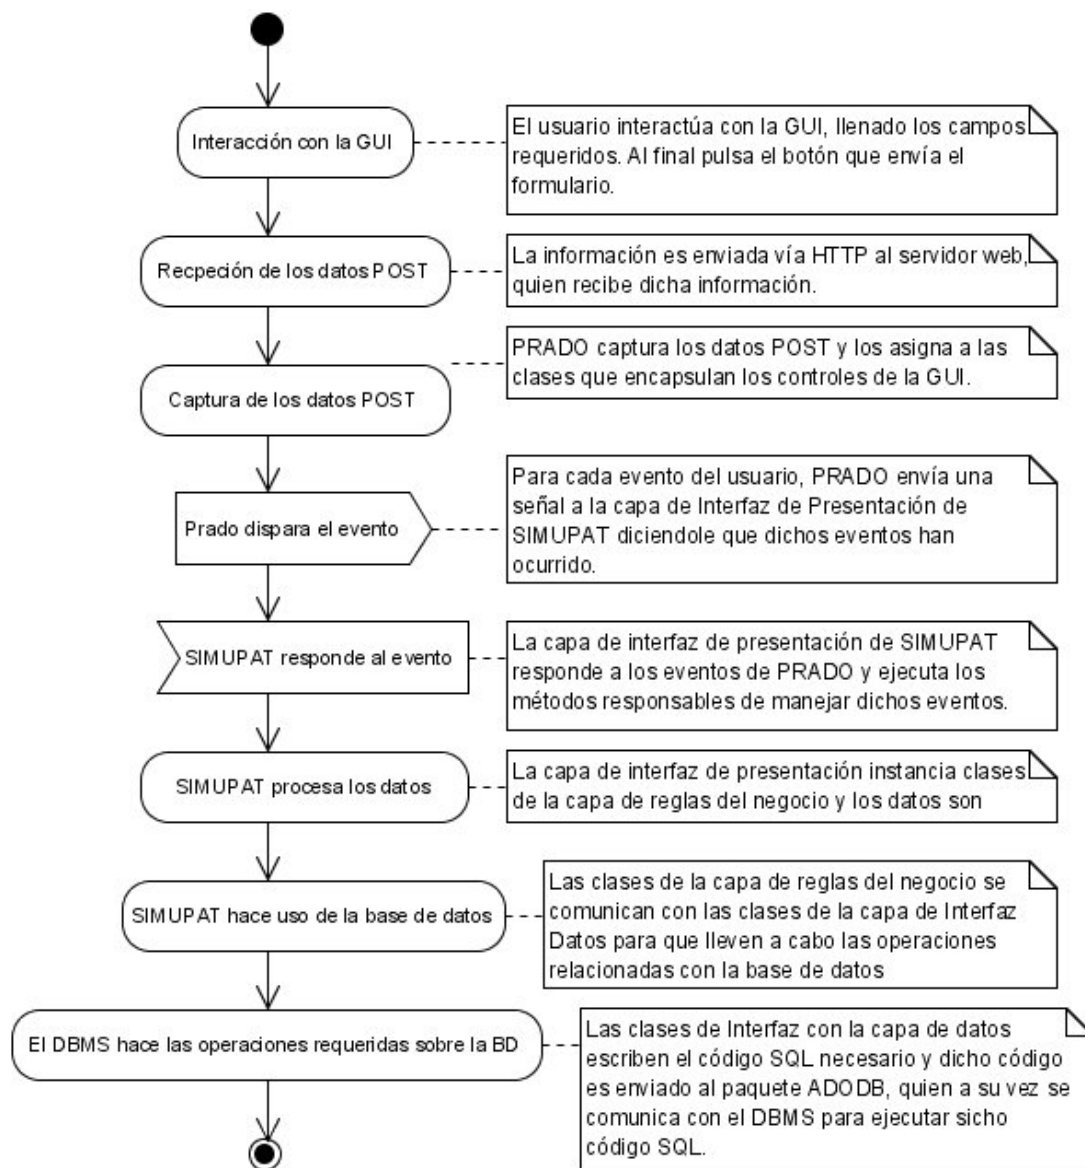 Interacción con la GUI
El usuario interactúa con la GUI, llenado los campos
requeridos. Al final pulsa el botón que envía el
formulario.
Recpeción de los datos POST
La información es enviada vía HTTP al servidor web,
quien recibe dicha información.
PRADO captura los datos POST y los asigna a las
clases que encapsulan los controles de la GUI.
Captura de los datos POST
Para cada evento del usuario, PRADO envía una
señal a la capa de Interfaz de Presentación de
SIMUPAT diciendole que dichos eventos han
ocurrido.
Prado dispara el evento
SIMUPAT responde al evento
La capa de interfaz de presentación de SIMUPAT
responde a los eventos de PRADO y ejecuta los
métodos responsables de manejar dichos eventos.
SIMUPAT procesa los datos
La capa de interfaz de presentación instancia clases
de la capa de reglas del negocio y los datos son
SIMUPAT hace uso de la base de datos
Las clases de la capa de reglas del negocio se
comunican con las clases de la capa de Interfaz
Datos para que lleven a cabo las operaciones
relacionadas con la base de datos
El DBMS hace las operaciones requeridas sobre la BD
Las clases de Interfaz con la capa de datos
escriben el código SQL necesario y dicho código
es enviado al paquete ADODB, quien a su vez se
comunica con el DBMS para ejecutar sicho
código SQL.